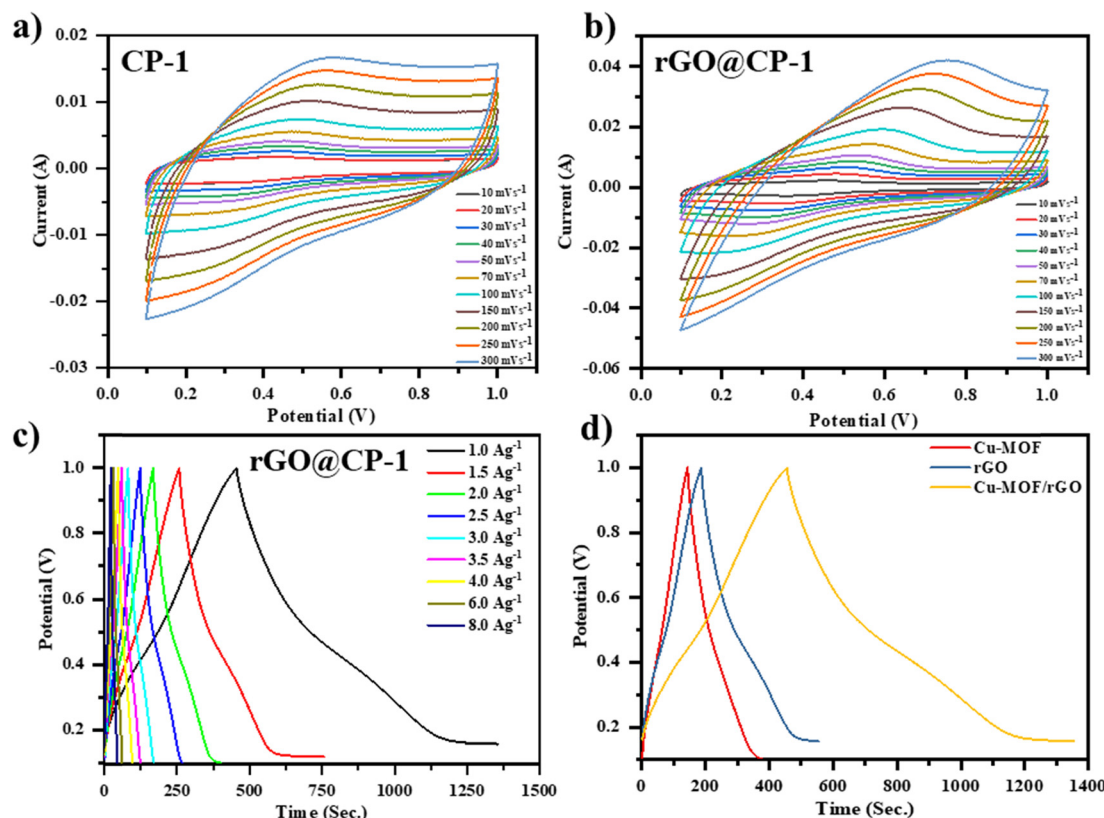 a)
CP-1
0.02
0.01
0.00
-0.01
-0.02
-0.03
Current (A)
10 mVs-1
20 mVs-1
30 mVs-1
40 mVs-1
50 mVs-1
70 mVs-1
100 mVs-1
150 mVs-1
200 mVs-1
250 mVs-1
300 mVs-1
0.0 0.2 0.4 0.6 0.8 1.0
Potential (V)
b)
rGO@CP-1
0.04
0.02
0.00
-0.02
-0.04
-0.06
Current (A)
10 mVs-1
20 mVs-1
30 mVs-1
40 mVs-1
50 mVs-1
70 mVs-1
100 mVs-1
150 mVs-1
200 mVs-1
250 mVs-1
300 mVs-1
0.0 0.2 0.4 0.6 0.8 1.0
Potential (V)
c)
rGO@CP-1
1.0
0.8
0.6
0.4
0.2
Potential (V)
1.0 Ag-1
1.5 Ag-1
2.0 Ag-1
2.5 Ag-1
3.0 Ag-1
3.5 Ag-1
4.0 Ag-1
6.0 Ag-1
8.0 Ag-1
0 250 500 750 1000 1250 1500
Time (Sec.)
d)
1.0
0.8
0.6
0.4
0.2
Potential (V)
Cu-MOF
rGO
Cu-MOF/rGO
0 200 400 600 800 1000 1200 1400
Time (Sec.)